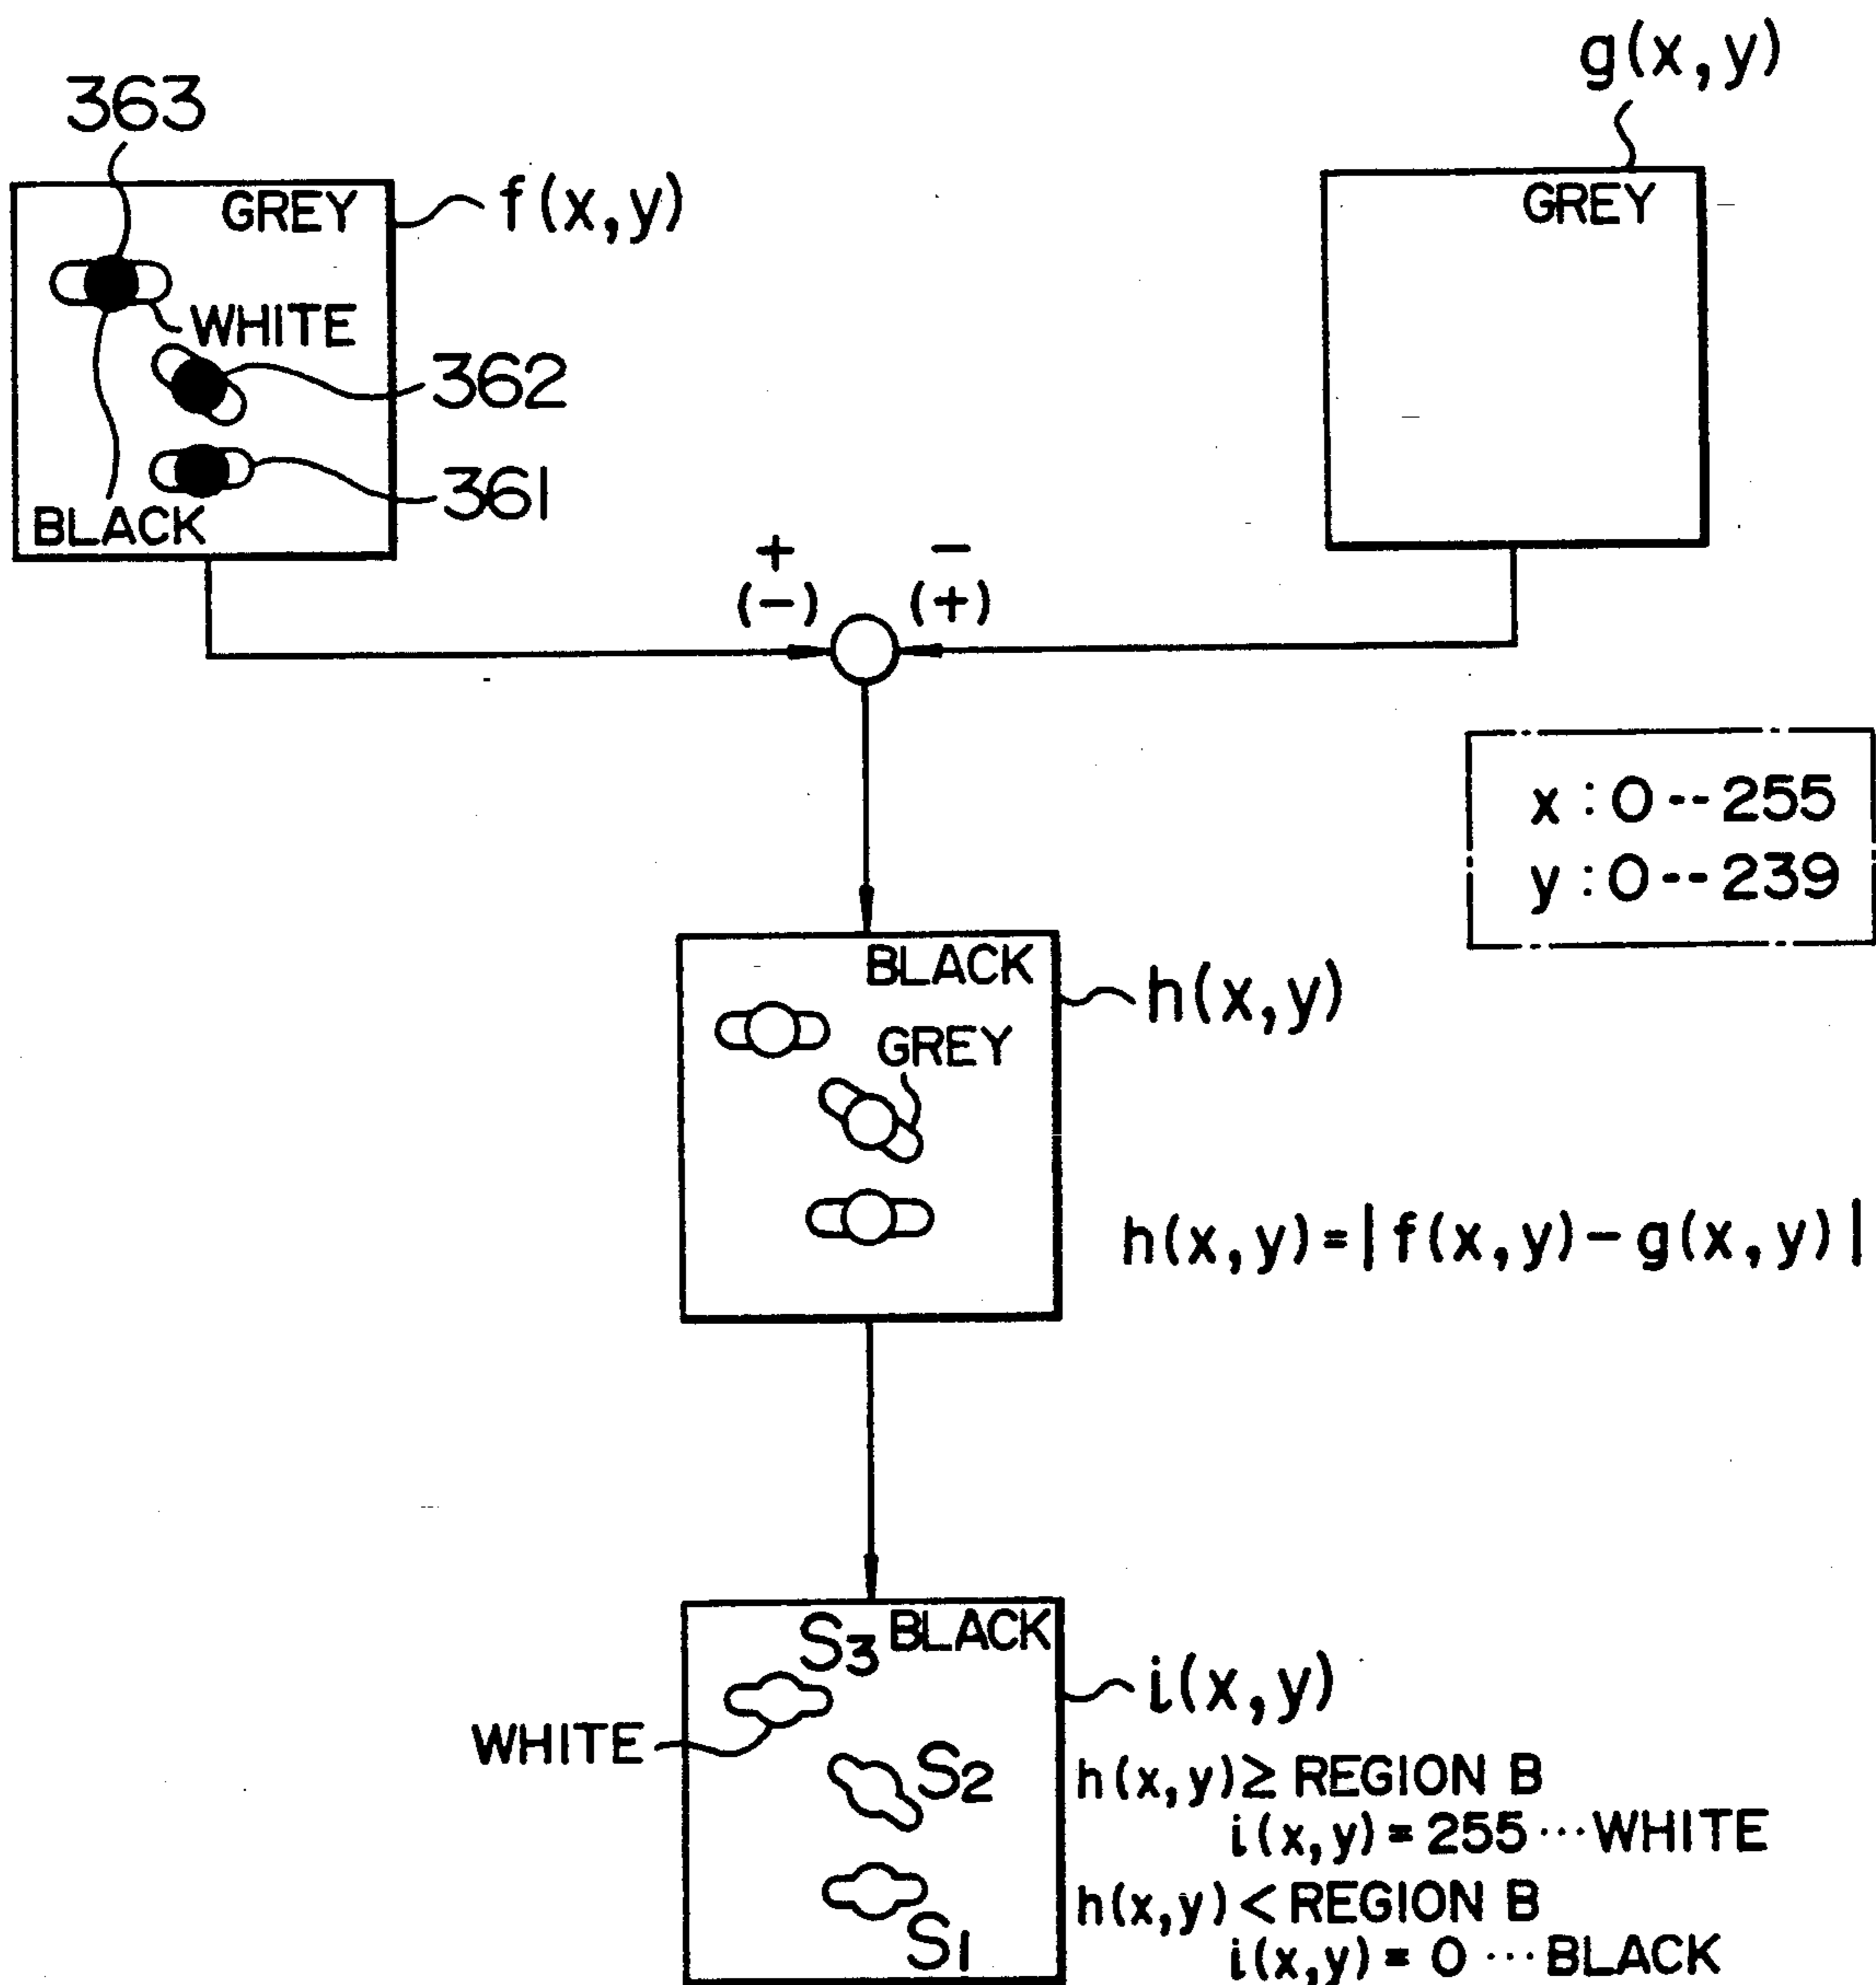 g(x,y)
363
GREY
f(x,y)
GREY
WHITE
362
361
BLACK
+
(-)
-
(+)
x : 0--255
y : 0--239
BLACK
h(x,y)
GREY
h(x,y)=|f(x,y)-g(x,y)|
S3 BLACK
i(x,y)
WHITE
S2
h(x,y)≥ REGION B
i(x,y)= 255 ···WHITE
h(x,y)< REGION B
S1
i(x,y)= 0 ···BLACK